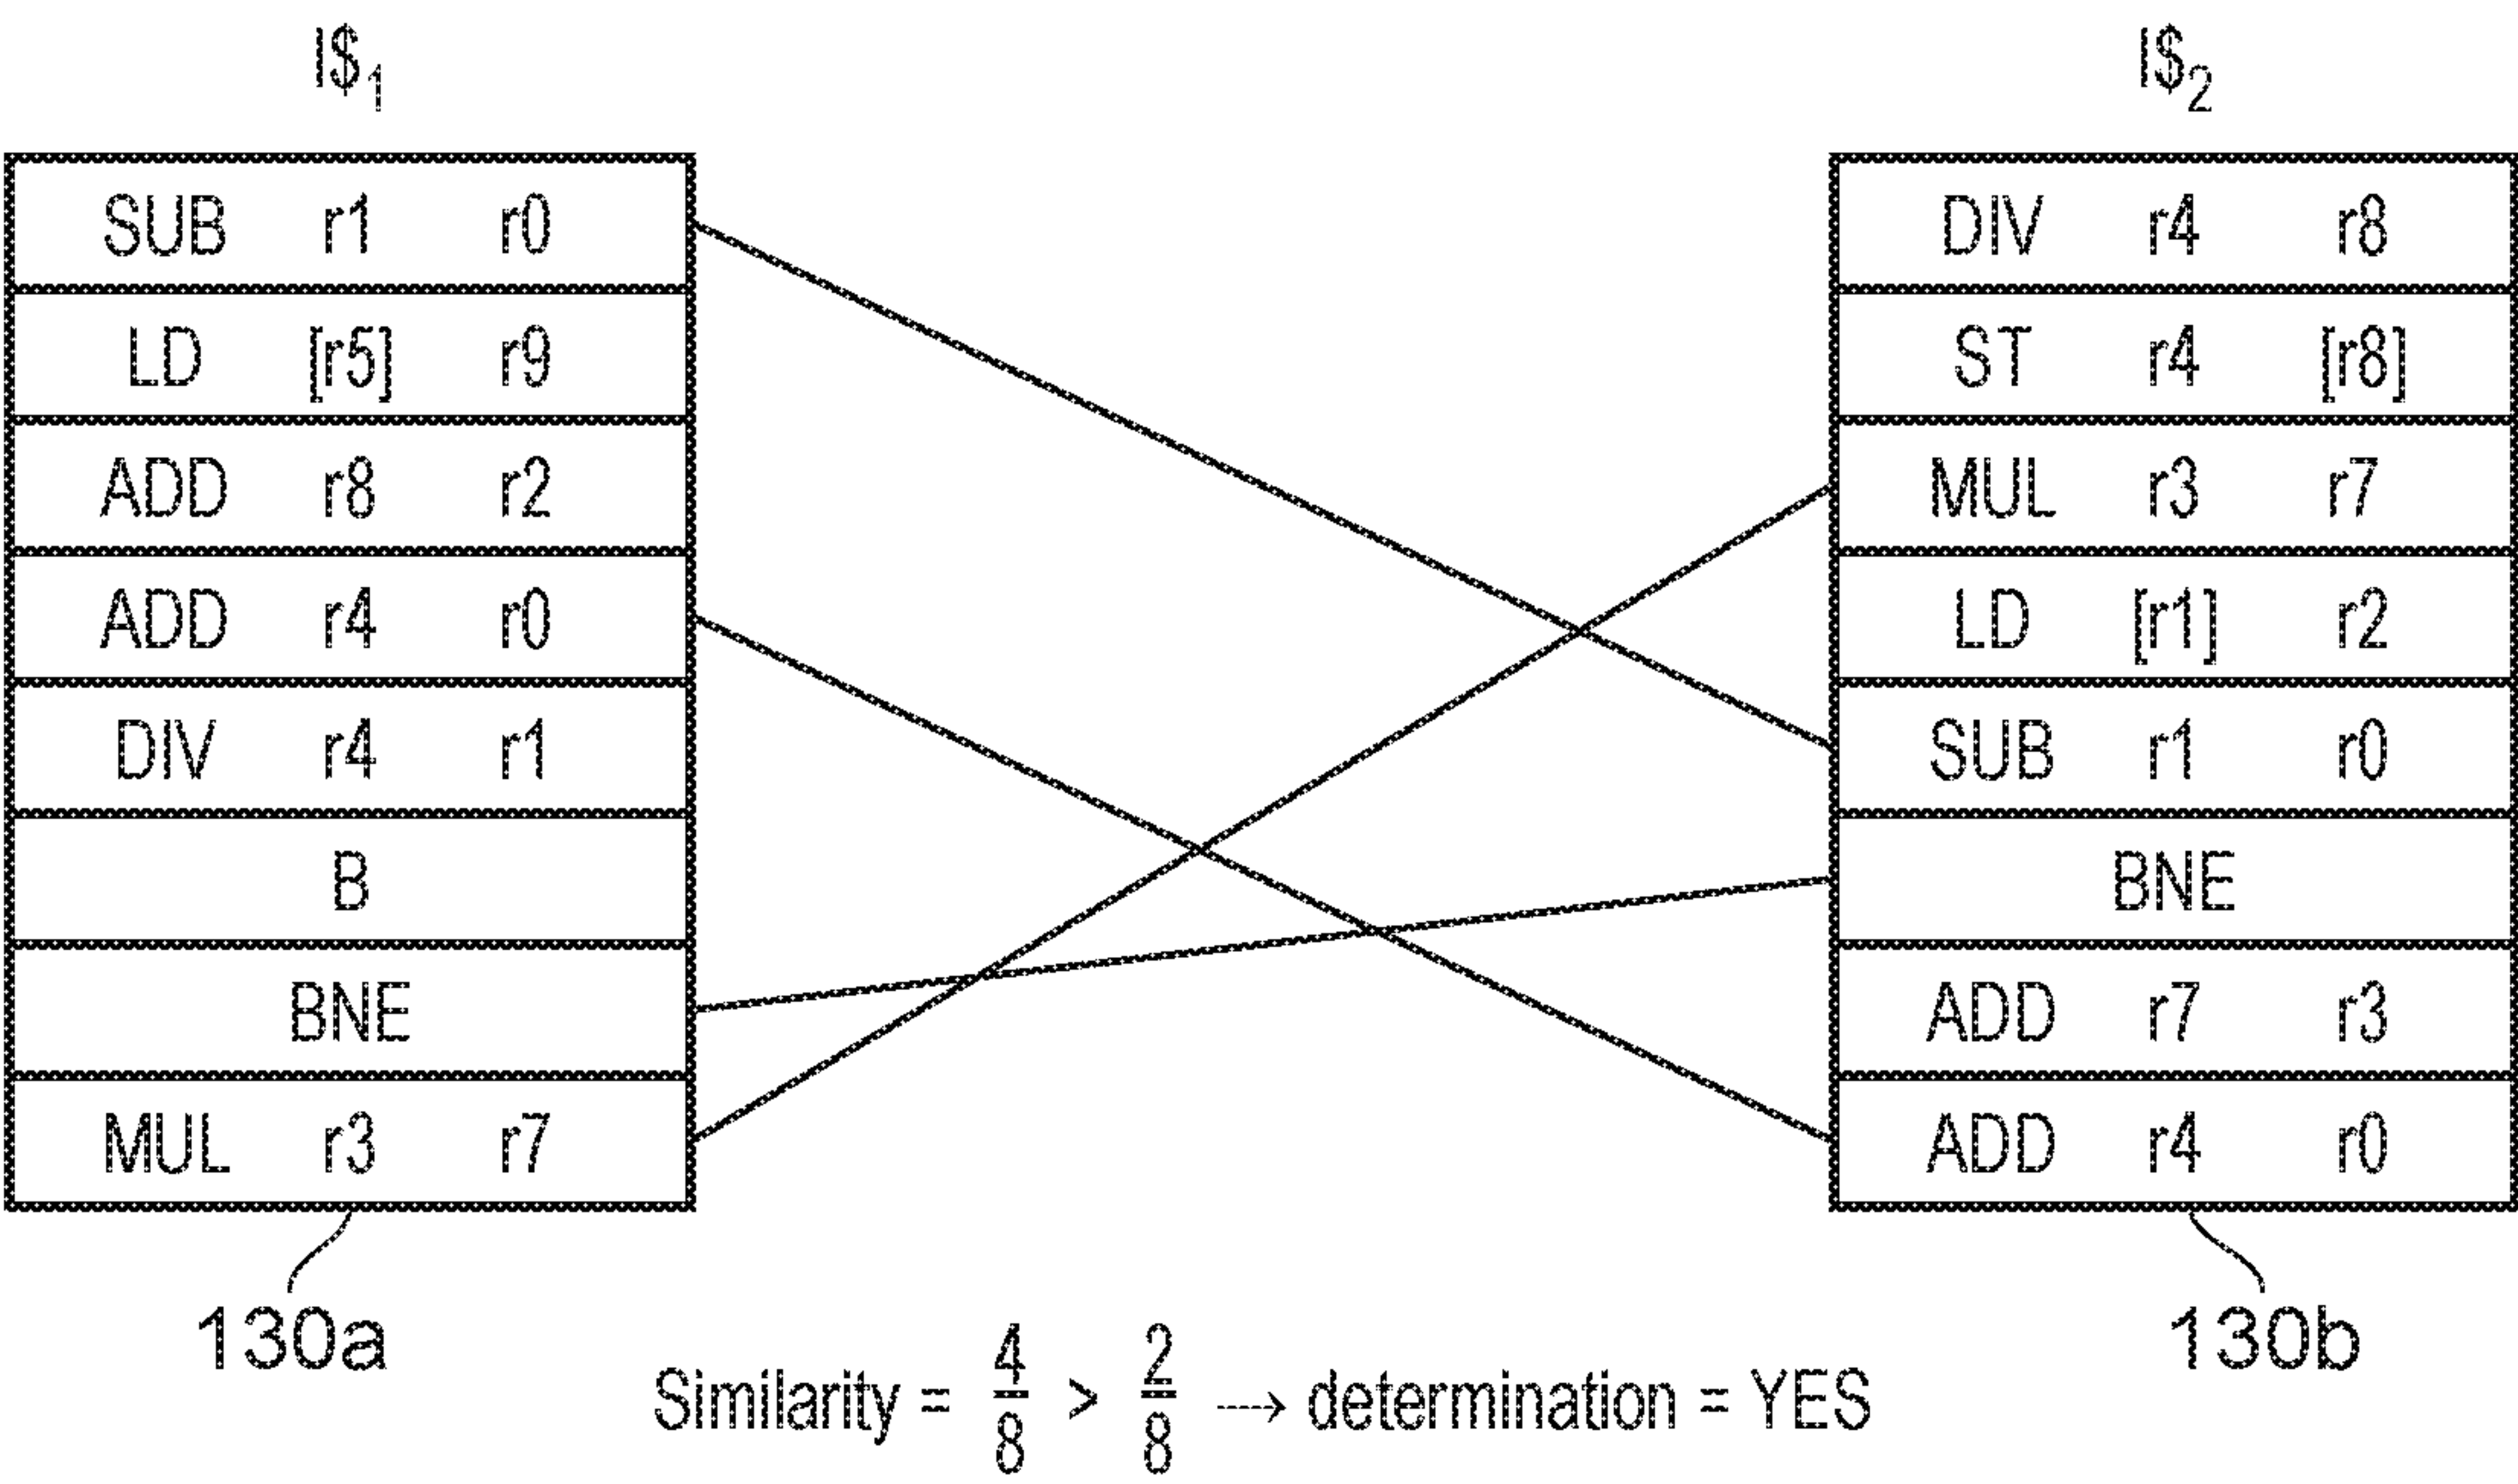 I$1
I$2
SUB r1 r0
LD [r5] r9
ADD r8 r2
ADD r4 r0
DIV r4 r1
B
BNE
MUL r3 r7
130a
DIV r4 r8
ST r4 [r8]
MUL r3 r7
LD [r1] r2
SUB r1 r0
BNE
ADD r7 r3
ADD r4 r0
130b
Similarity = 4/8 > 2/8 → determination = YES